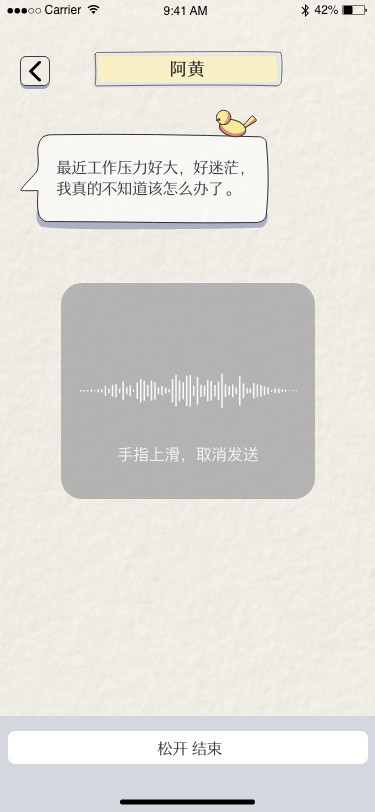 Carrier 9:41 AM 42%
阿黄
最近工作压力好大，好迷茫，
我真的不知道该怎么办了。
手指上滑，取消发送
松开 结束